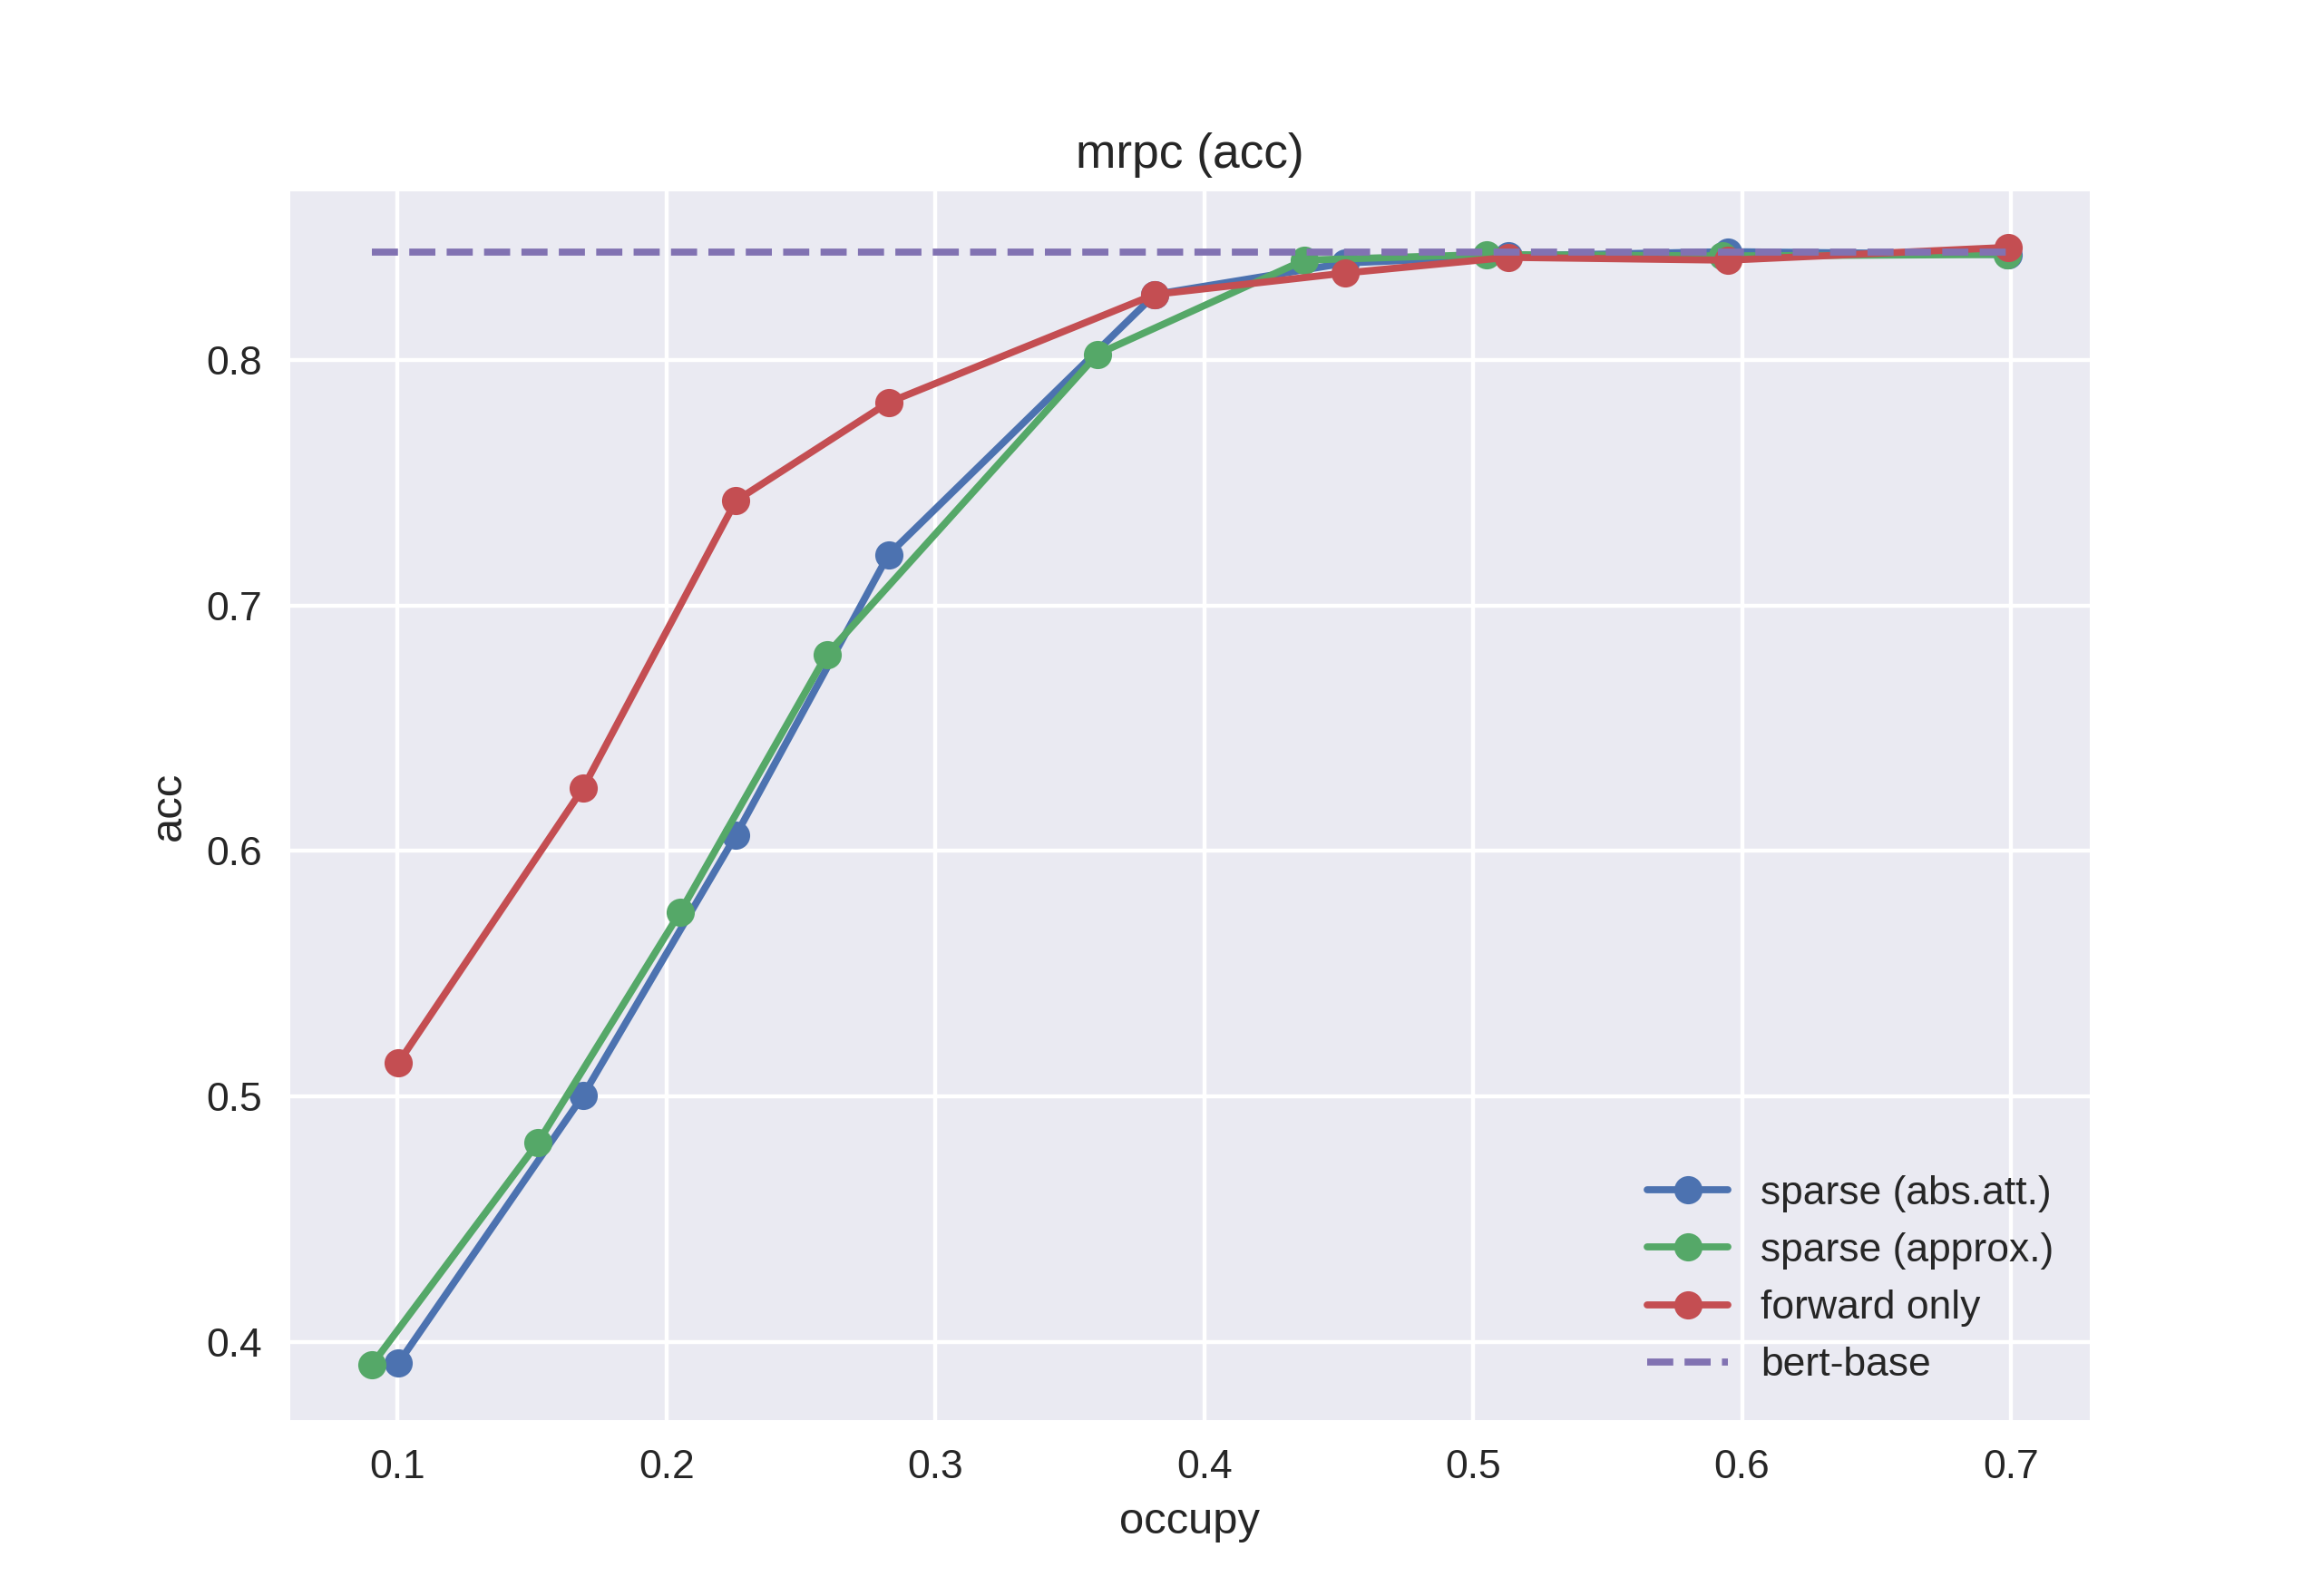 mrpc (acc)
acc
0.8
0.7
0.6
0.5
0.4
sparse (abs.att.)
sparse (approx.)
forward only
bert-base
0.1 0.2 0.3 0.4 0.5 0.6 0.7
occupy